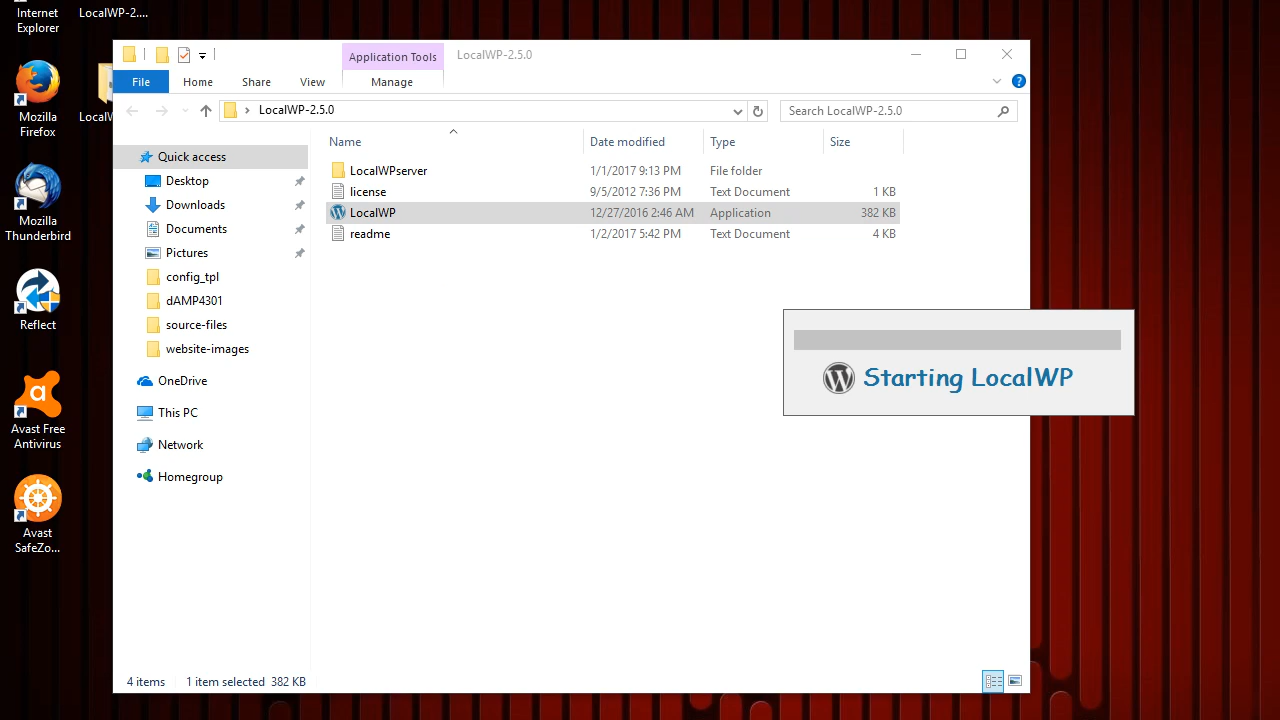 Internet
Explorer
LocalWP-2....
Mozilla
Firefox
LocalW
Mozilla
Thunderbird
Reflect
Avast Free
Antivirus
Avast
SafeZo...
Application Tools
LocalWP-2.5.0
File
Home
Share
View
Manage
LocalWP-2.5.0
Search LocalWP-2.5.0
Quick access
Desktop
Downloads
Documents
Pictures
config_tpl
dAMP4301
source-files
website-images
OneDrive
This PC
Network
Homegroup
Name Date modified Type Size
LocalWPserver 1/1/2017 9:13 PM File folder
license 9/5/2012 7:36 PM Text Document 1 KB
LocalWP 12/27/2016 2:46 AM Application 382 KB
readme 1/2/2017 5:42 PM Text Document 4 KB
Starting LocalWP
4 items 1 item selected 382 KB